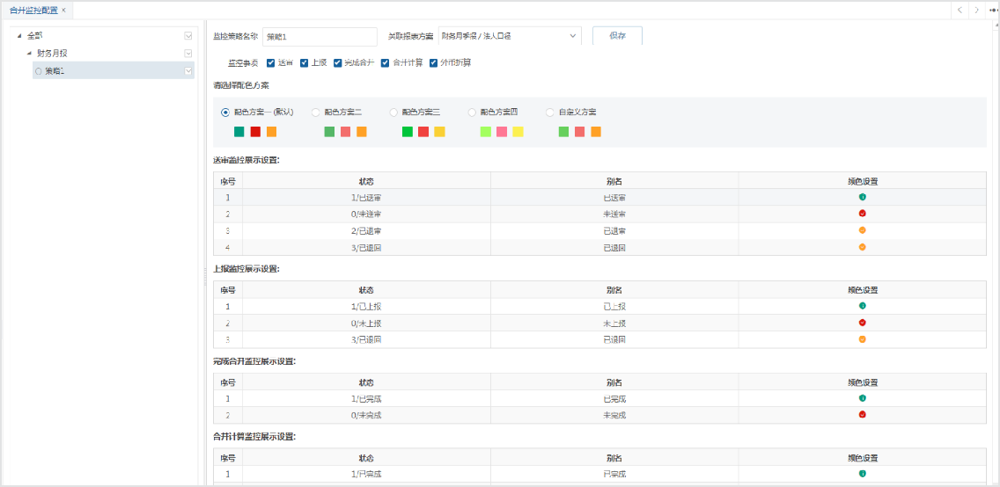 合并监控配置 ×
全部
财务月报
策略1
监控策略名称 策略1 关联报表方案 财务月季报 / 法人口径 保存
监控事项 送审 上报 完成合并 合并计算 外币折算
请选择配色方案
配色方案一 (默认) 配色方案二 配色方案三 配色方案四 自定义方案
送审监控展示设置:
序号 状态 别名 颜色设置
1 1/已送审 已送审
2 0/未送审 未送审
3 2/已退审 已退审
4 3/已退回 已退回
上报监控展示设置:
序号 状态 别名 颜色设置
1 1/已上报 已上报
2 0/未上报 未上报
3 3/已退回 已退回
完成合并监控展示设置:
序号 状态 别名 颜色设置
1 1/已完成 已完成
2 0/未完成 未完成
合并计算监控展示设置:
序号 状态 别名 颜色设置
1 1/已完成 已完成